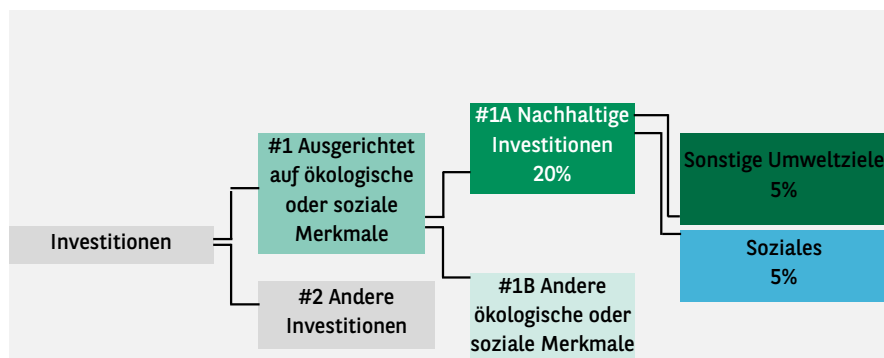 Investitionen
#1 Ausgerichtet
auf ökologische
oder soziale
Merkmale
#2 Andere
Investitionen
#1A Nachhaltige
Investitionen
20%
#1B Andere
ökologische oder
soziale Merkmale
Sonstige Umweltziele
5%
Soziales
5%